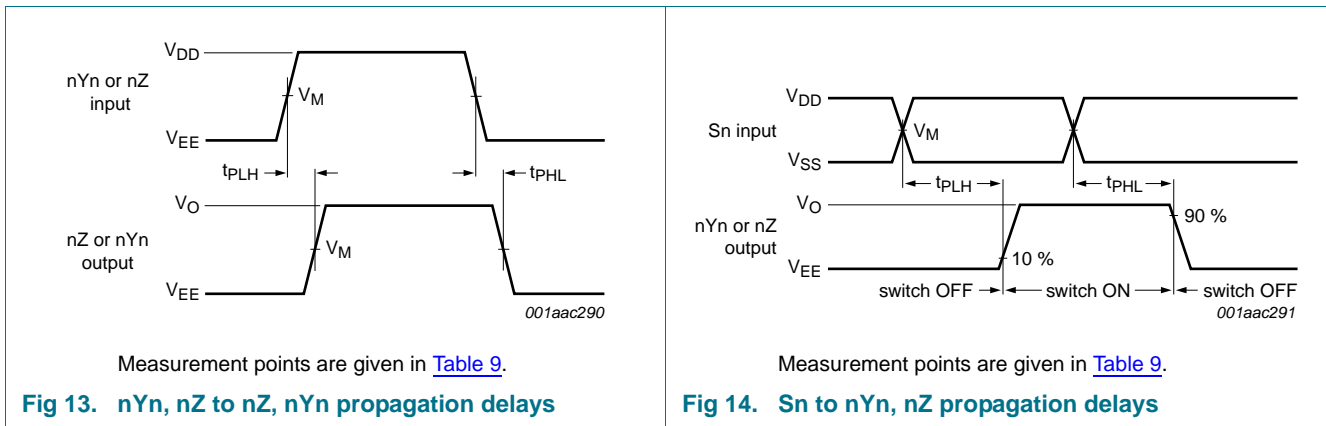 VDD
nYn or nZ
input
VM
VEE
tPLH
tPHL
VO
nZ or nYn
output
VM
VEE
001aac290
Measurement points are given in Table 9.
Fig 13. nYn, nZ to nZ, nYn propagation delays
VDD
Sn input
VM
VSS
tPLH
tPHL
VO
nYn or nZ
output
90 %
10 %
VEE
switch OFF
switch ON
switch OFF
001aac291
Measurement points are given in Table 9.
Fig 14. Sn to nYn, nZ propagation delays